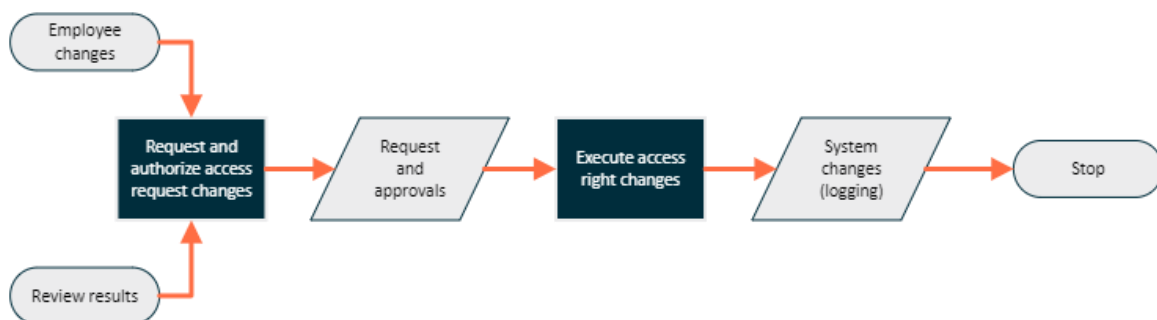 Employee
changes
Request and
authorize access
request changes
Request
and
approvals
Execute access
right changes
System
changes
(logging)
Stop
Review results